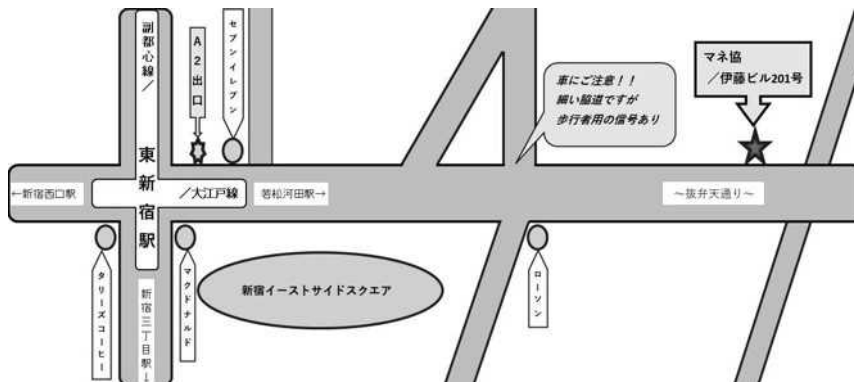 副都心線／
東新宿駅
／大江戸線
A2出口
セブンイレブン
車にご注意！！
細い脇道ですが
歩行者用の信号あり
マネ協
／伊藤ビル201号
←新宿西口駅
若松河田駅→
～抜弁天通り～
タリーズコーヒー
新宿三丁目駅→
マクドナルド
新宿イーストサイドスクエア
ローソン